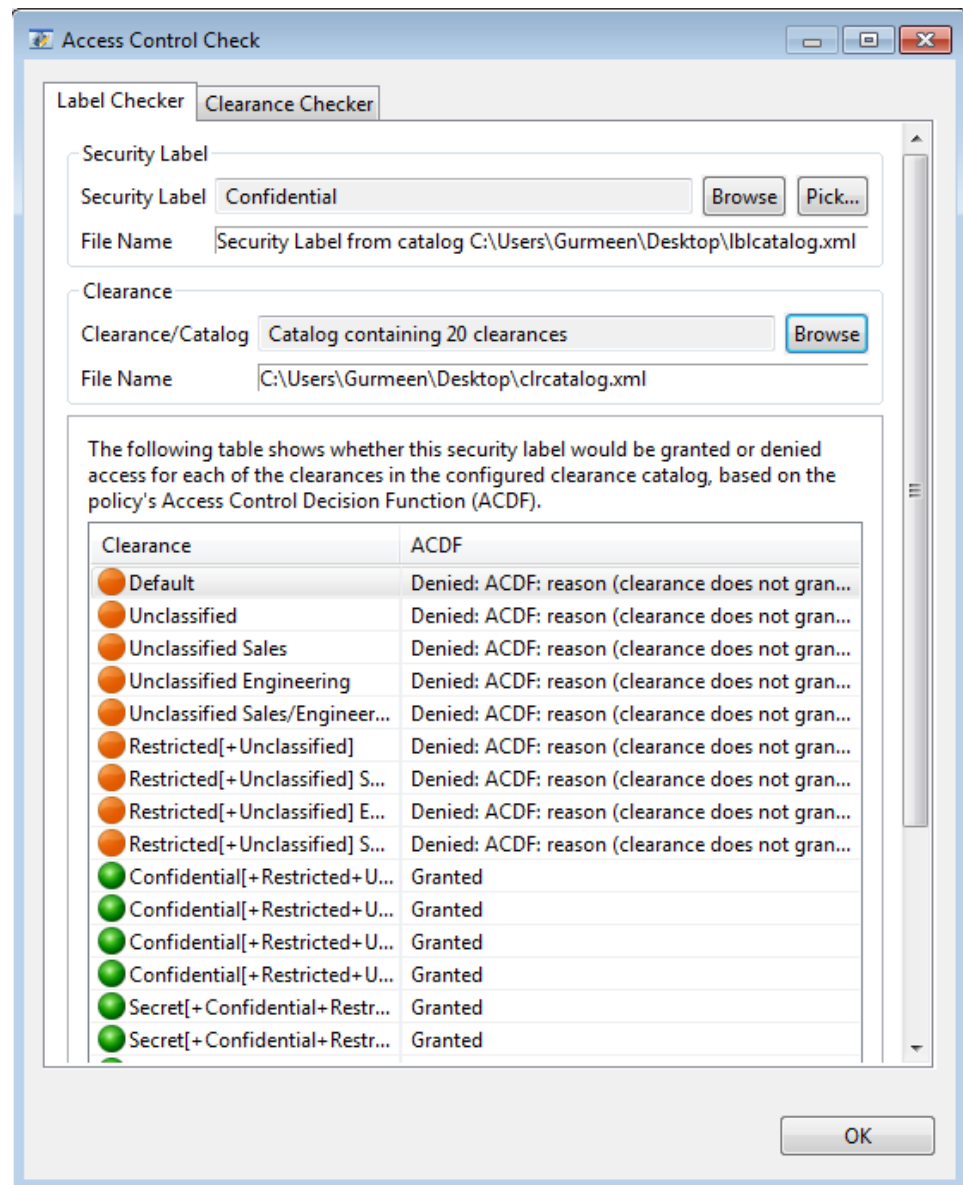 Access Control Check
Label Checker Clearance Checker
Security Label
Security Label Confidential Browse Pick...
File Name Security Label from catalog C:\Users\Gurmeen\Desktop\lblcatalog.xml
Clearance
Clearance/Catalog Catalog containing 20 clearances Browse
File Name C:\Users\Gurmeen\Desktop\clrcatalog.xml
The following table shows whether this security label would be granted or denied
access for each of the clearances in the configured clearance catalog, based on the
policy's Access Control Decision Function (ACDF).
Clearance ACDF
Default Denied: ACDF: reason (clearance does not gran...
Unclassified Denied: ACDF: reason (clearance does not gran...
Unclassified Sales Denied: ACDF: reason (clearance does not gran...
Unclassified Engineering Denied: ACDF: reason (clearance does not gran...
Unclassified Sales/Engineer... Denied: ACDF: reason (clearance does not gran...
Restricted[+Unclassified] Denied: ACDF: reason (clearance does not gran...
Restricted[+Unclassified] S... Denied: ACDF: reason (clearance does not gran...
Restricted[+Unclassified] E... Denied: ACDF: reason (clearance does not gran...
Restricted[+Unclassified] S... Denied: ACDF: reason (clearance does not gran...
Confidential[+Restricted+U... Granted
Confidential[+Restricted+U... Granted
Confidential[+Restricted+U... Granted
Confidential[+Restricted+U... Granted
Secret[+Confidential+Restr... Granted
Secret[+Confidential+Restr... Granted
OK